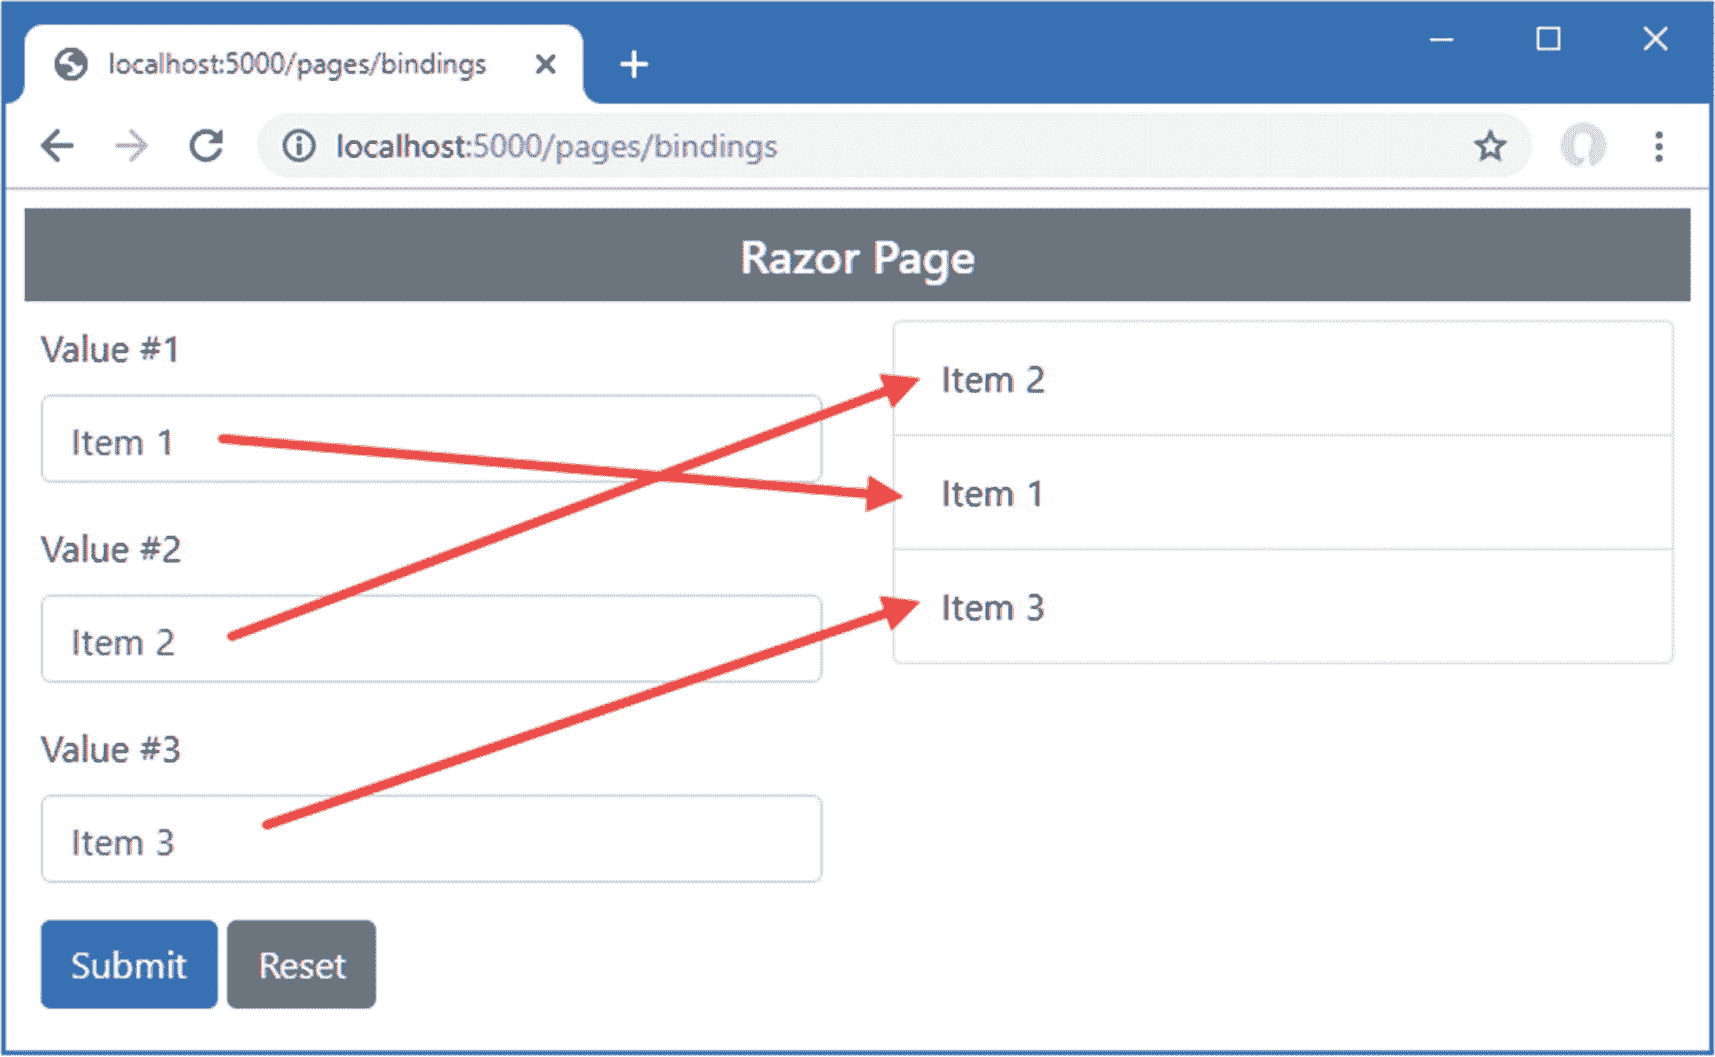 localhost:5000/pages/bindings
localhost:5000/pages/bindings
Razor Page
Value #1
Item 1
Value #2
Item 2
Value #3
Item 3
Submit Reset
Item 2
Item 1
Item 3